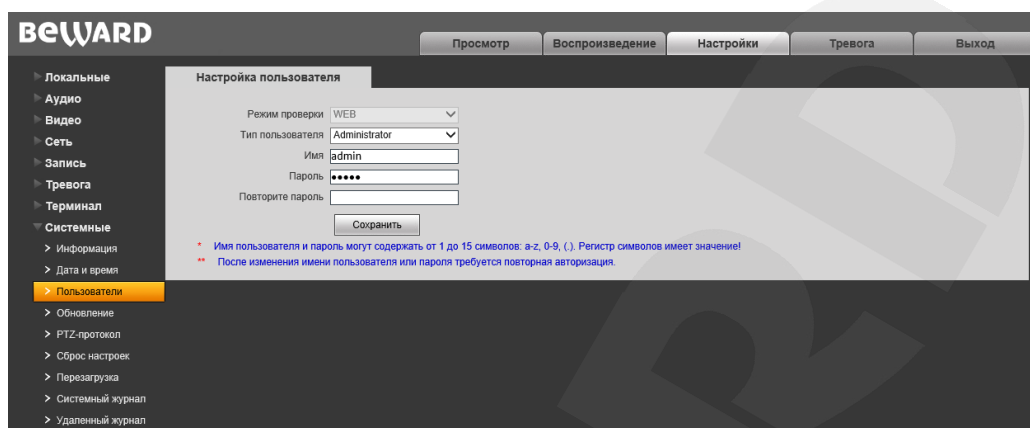 BEWARD
Просмотр
Воспроизведение
Настройки
Тревога
Выход
Локальные
Аудио
Видео
Сеть
Запись
Тревога
Терминал
Системные
Информация
Дата и время
Пользователи
Обновление
PTZ-протокол
Сброс настроек
Перезагрузка
Системный журнал
Удаленный журнал
Настройка пользователя
Режим проверки WEB
Тип пользователя Administrator
Имя admin
Пароль •••••
Повторите пароль
Сохранить
* Имя пользователя и пароль могут содержать от 1 до 15 символов: a-z, 0-9, (.). Регистр символов имеет значение!
** После изменения имени пользователя или пароля требуется повторная авторизация.